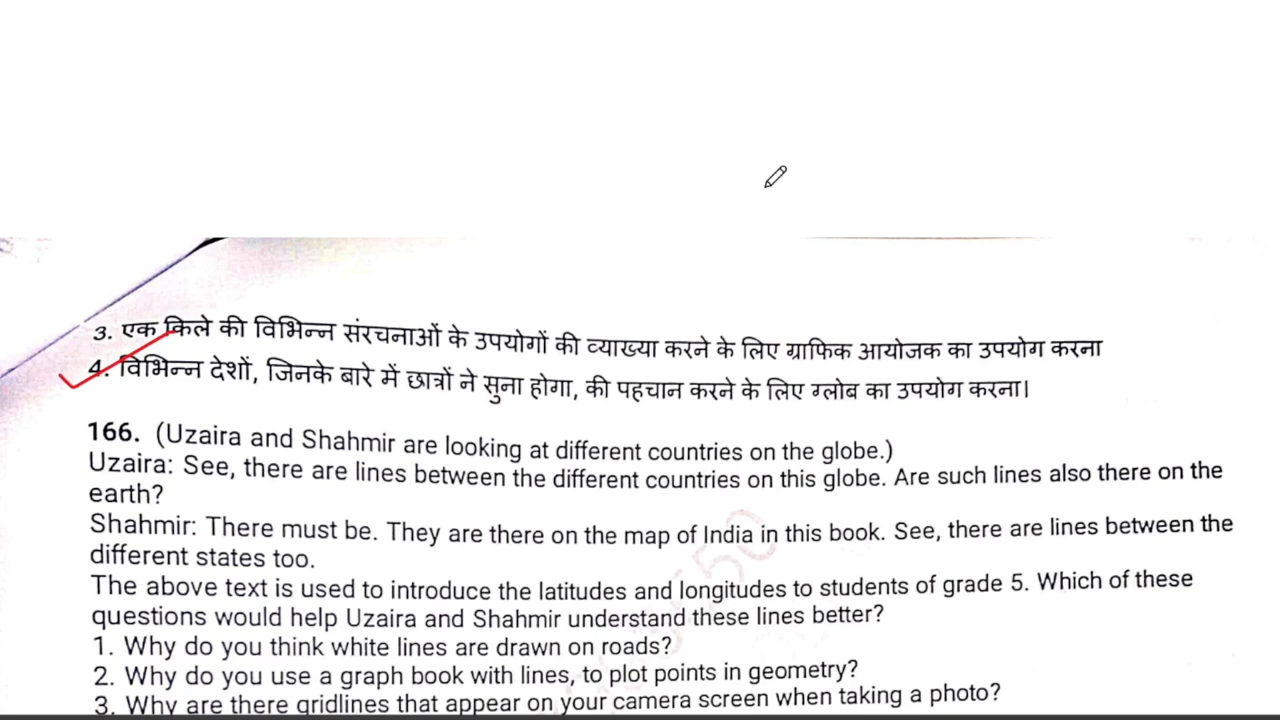 3. एक किले की विभिन्न संरचनाओं के उपयोगों की व्याख्या करने के लिए ग्राफिक आयोजक का उपयोग करना
4. विभिन्न देशों, जिनके बारे में छात्रों ने सुना होगा, की पहचान करने के लिए ग्लोब का उपयोग करना।
166. (Uzaira and Shahmir are looking at different countries on the globe.)
Uzaira: See, there are lines between the different countries on this globe. Are such lines also there on the
earth?
Shahmir: There must be. They are there on the map of India in this book. See, there are lines between the
different states too.
The above text is used to introduce the latitudes and longitudes to students of grade 5. Which of these
questions would help Uzaira and Shahmir understand these lines better?
1. Why do you think white lines are drawn on roads?
2. Why do you use a graph book with lines, to plot points in geometry?
3. Why are there gridlines that appear on your camera screen when taking a photo?